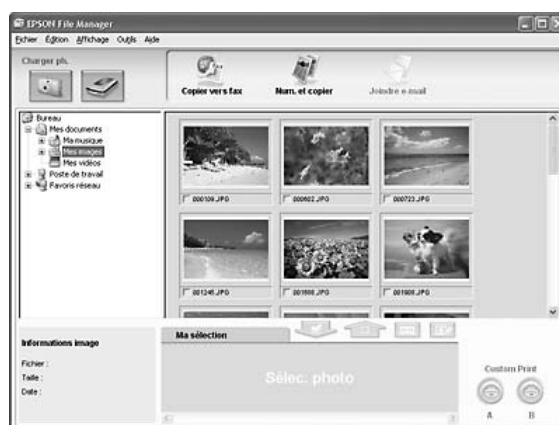 EPSON File Manager
Fichier Édition Affichage Outils Aide
Charger ph.
Copier vers fax Num. et copier Joindre e-mail
Bureau
Mes documents
Ma musique
Mes images
Mes vidéos
Poste de travail
Favoris réseau
000109.JPG 000602.JPG 000723.JPG
001245.JPG 001508.JPG 001908.JPG
Ma sélection
Informations image
Fichier :
Taille :
Date :
Sélec. photo
Custom Print
A B